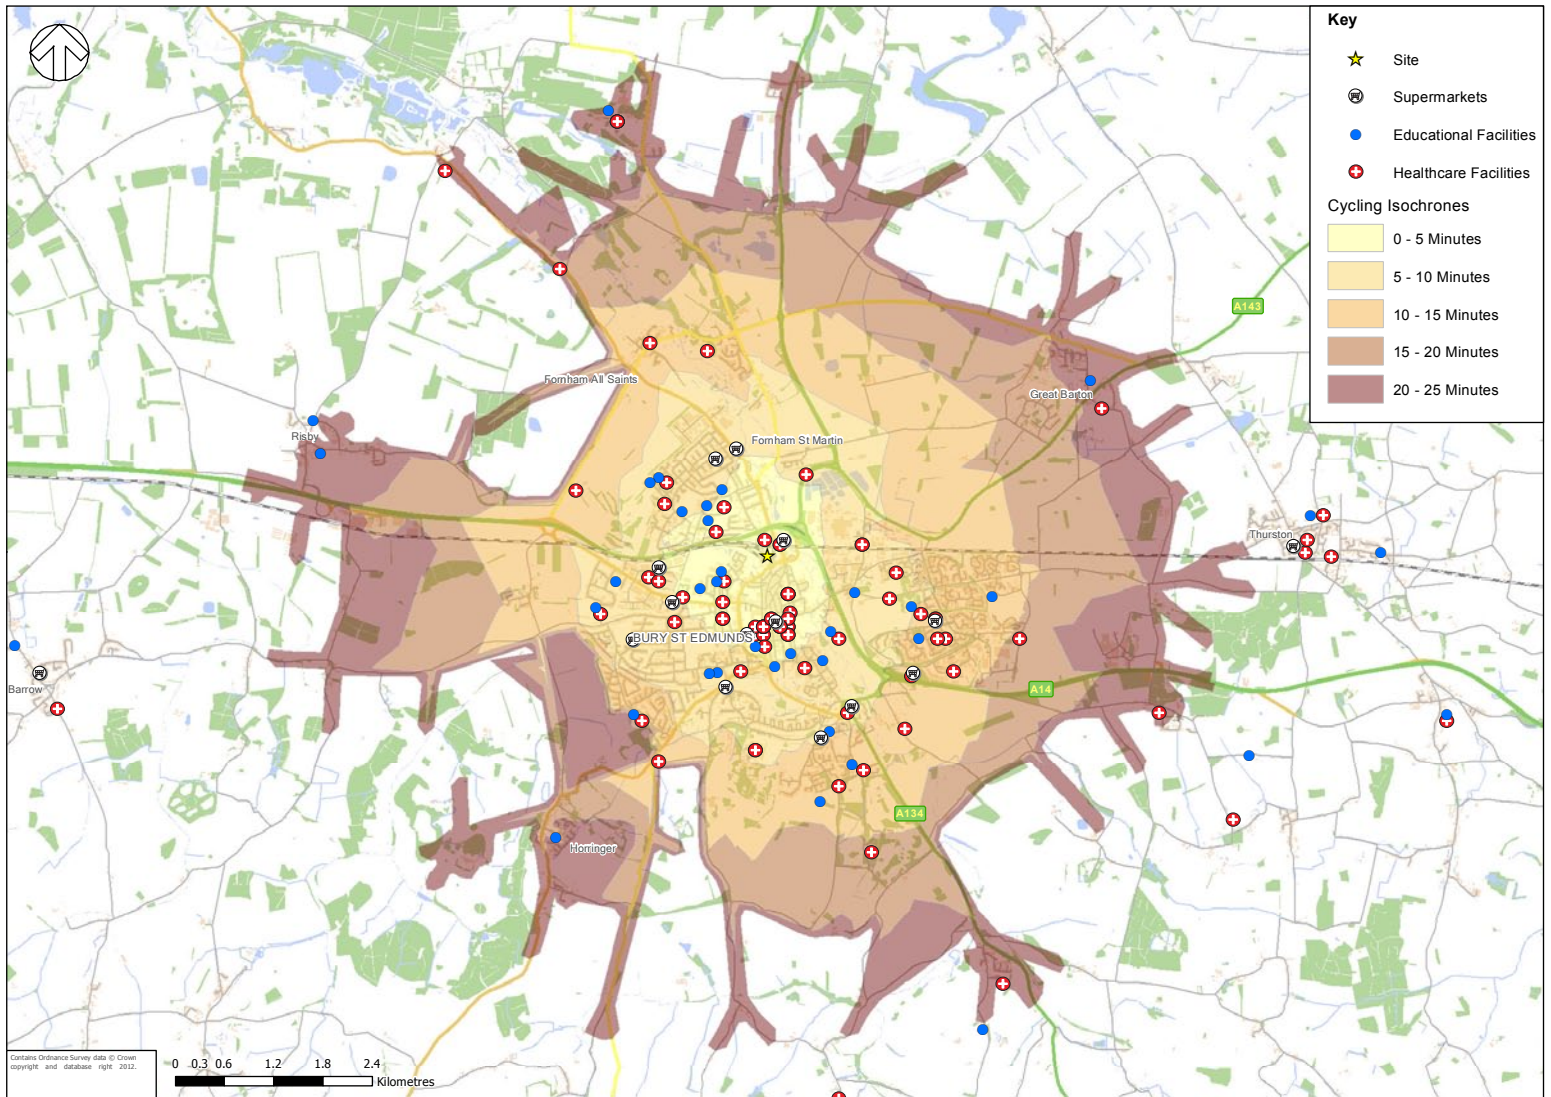 Key
Site
Supermarkets
Educational Facilities
Healthcare Facilities
Cycling Isochrones
0 - 5 Minutes
5 - 10 Minutes
10 - 15 Minutes
15 - 20 Minutes
20 - 25 Minutes
A143
Fornham All Saints
Great Barton
Risby
Fornham St Martin
Thurston
BURY ST EDMUNDS
Barrow
A14
A134
Horringer
Contains Ordnance Survey data © Crown
copyright and database right 2012.
0 0.3 0.6 1.2 1.8 2.4
Kilometres